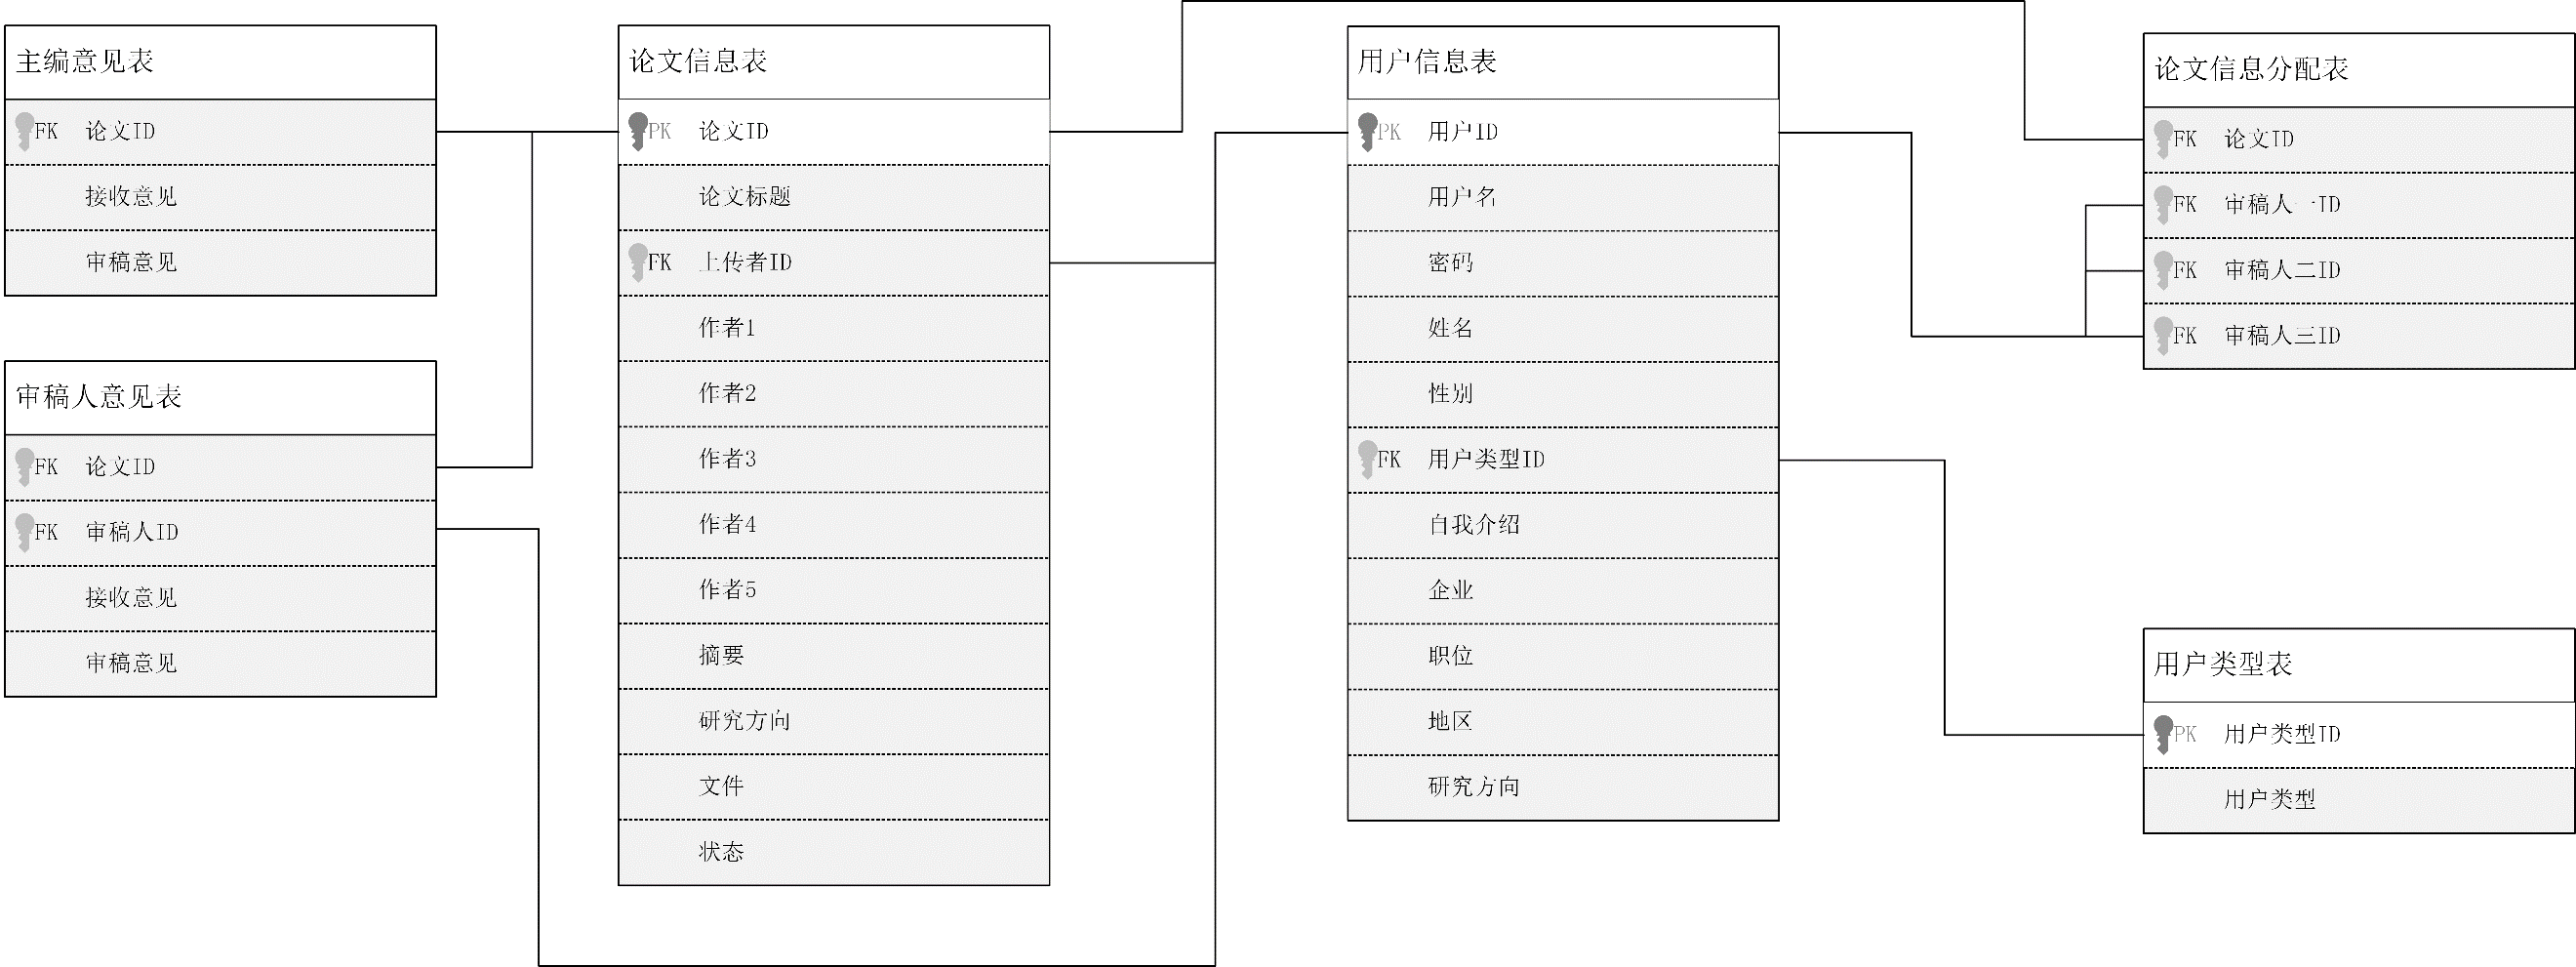 主编意见表
FK 论文ID
接收意见
审稿意见
审稿人意见表
FK 论文ID
FK 审稿人ID
接收意见
审稿意见
论文信息表
PK 论文ID
论文标题
FK 上传者ID
作者1
作者2
作者3
作者4
作者5
摘要
研究方向
文件
状态
用户信息表
PK 用户ID
用户名
密码
姓名
性别
FK 用户类型ID
自我介绍
企业
职位
地区
研究方向
论文信息分配表
FK 论文ID
FK 审稿人一ID
FK 审稿人二ID
FK 审稿人三ID
用户类型表
PK 用户类型ID
用户类型